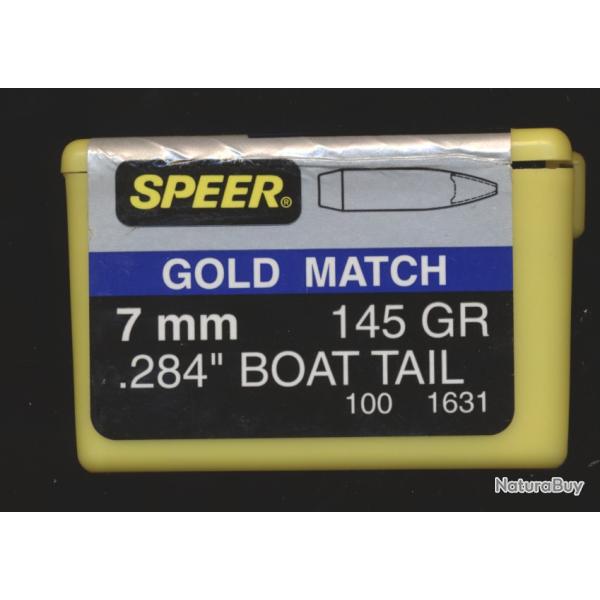 SPEER®
GOLD MATCH
7 mm 145 GR
.284" BOAT TAIL
100 1631
NaturaBuy